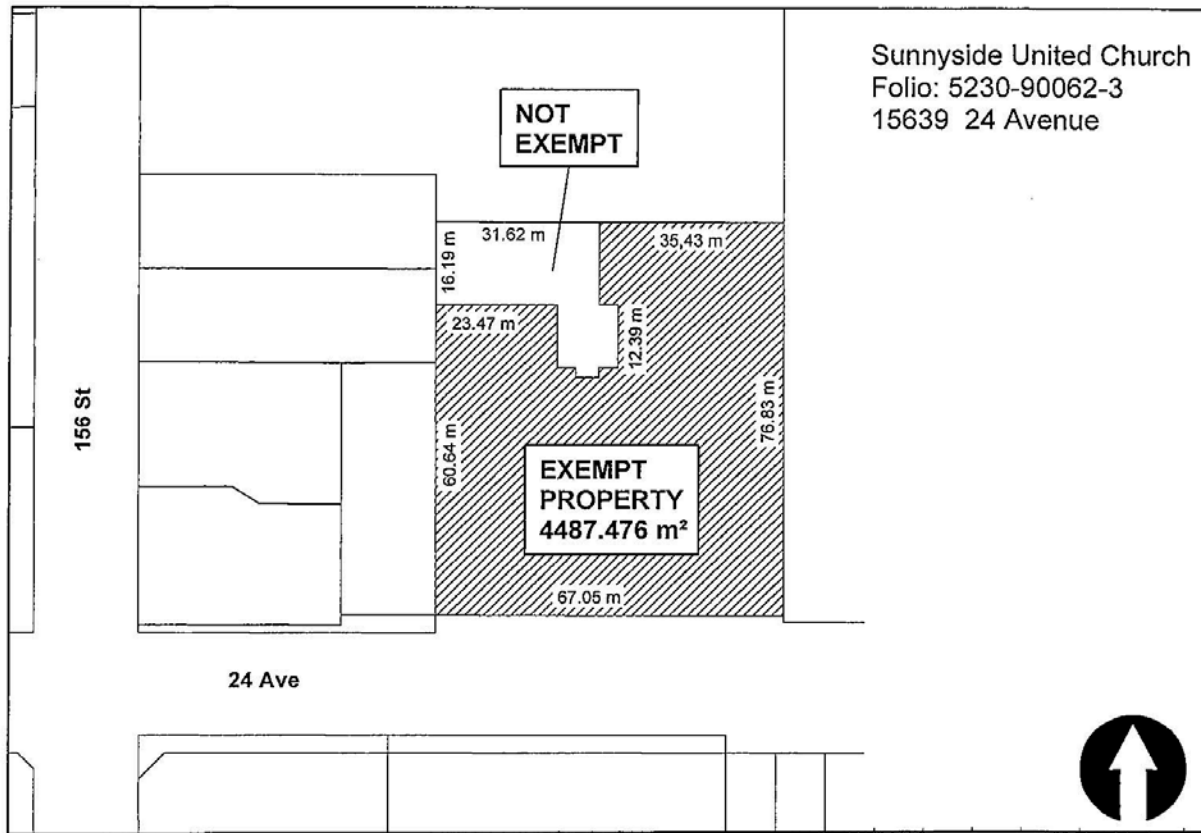 Sunnyside United Church
Folio: 5230-90062-3
15639 24 Avenue
NOT
EXEMPT
31.62 m
35,43 m
16.19 m
23.47 m
12.39 m
76.83 m
60.64 m
156 St
EXEMPT
PROPERTY
4487.476 m²
67.05 m
24 Ave